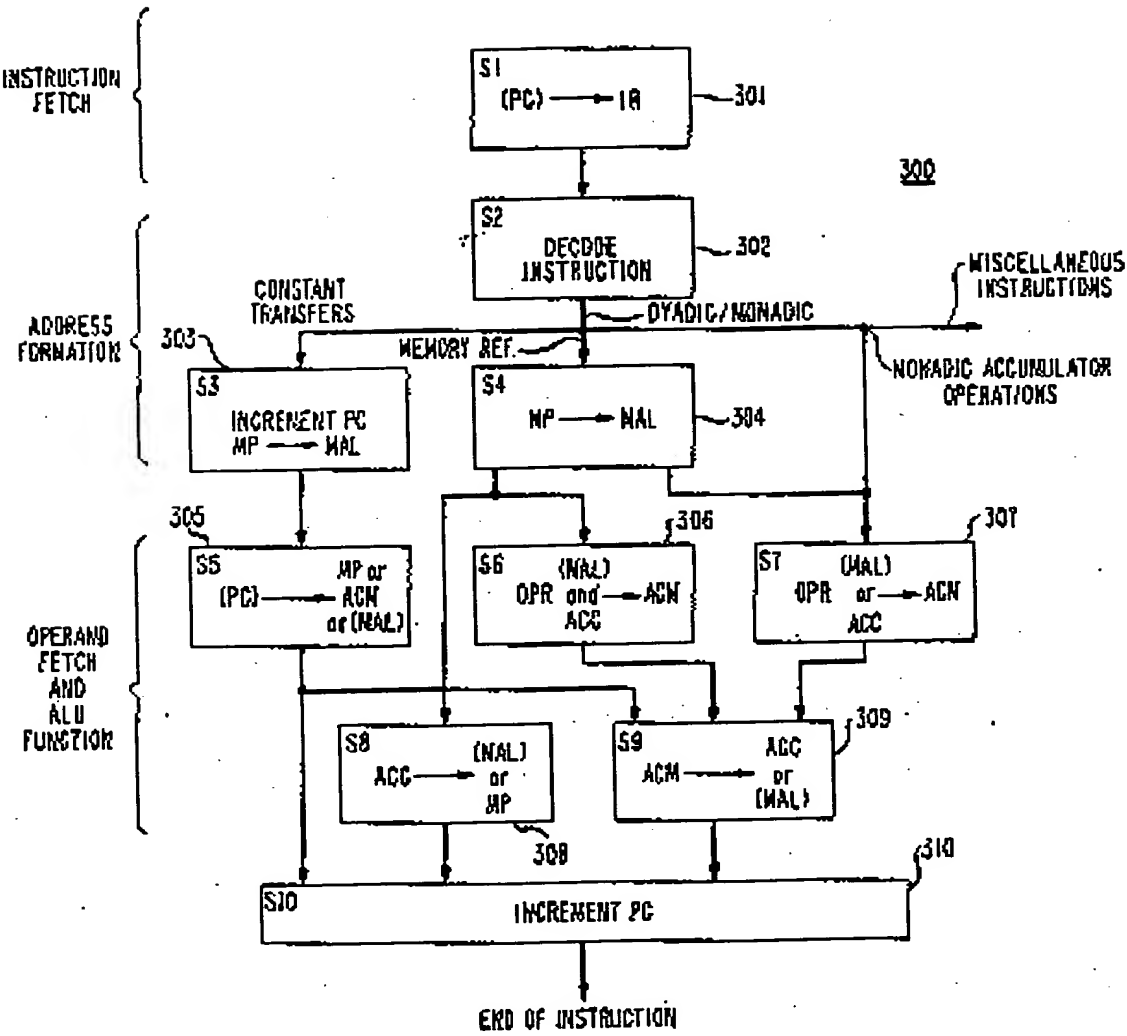 INSTRUCTION
FETCH
S1
(PC) → IR
301
300
S2
DECODE
INSTRUCTION
302
MISCELLANEOUS
INSTRUCTIONS
CONSTANT
TRANSFERS
DYADIC/MONADIC
ADDRESS
FORMATION
303
MEMORY REF.
MONADIC ACCUMULATOR
OPERATIONS
S3
INCREMENT PC
MP → MAL
S4
MP → MAL
304
305
306
307
S5
(PC) → MP or
ACM
or (MAL)
S6
(MAL)
OPR and → ACM
ACC
S7
(MAL)
OPR or → ACM
ACC
OPERAND
FETCH
AND
ALU
FUNCTION
S8
ACC → (MAL)
or
MP
308
S9
ACM → ACC
or
(MAL)
309
310
S10
INCREMENT PC
END OF INSTRUCTION